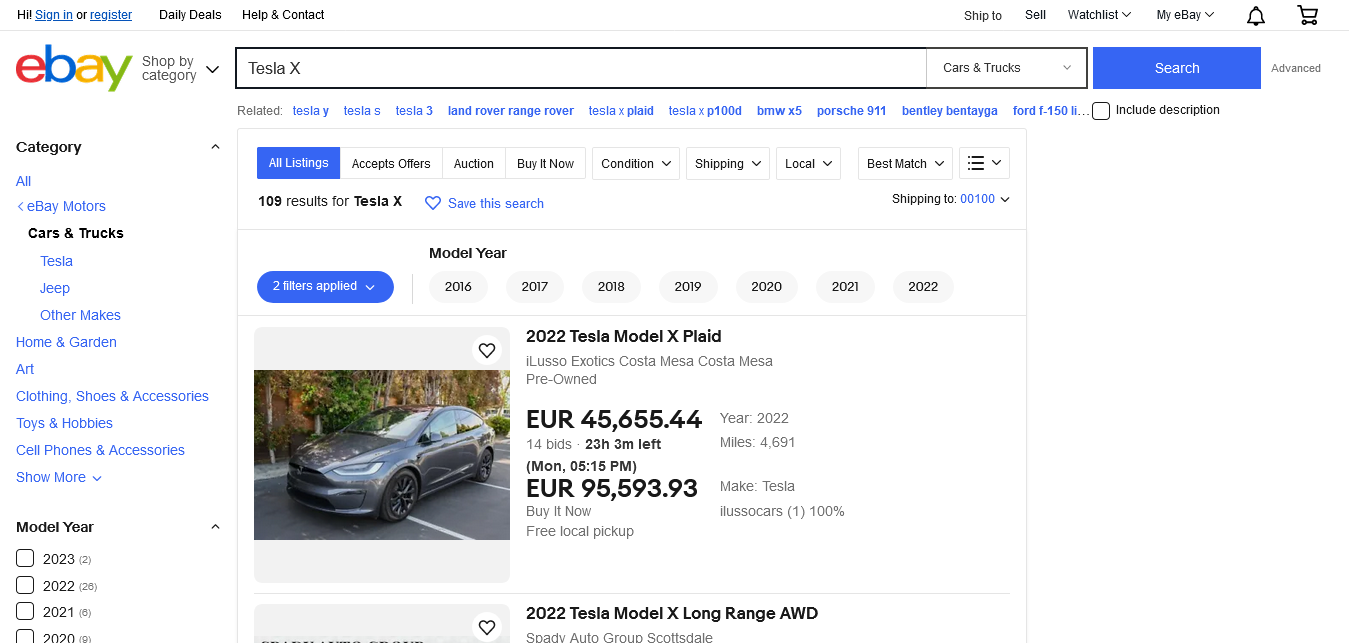 Hi! Sign in or register
Daily Deals
Help & Contact
Ship to
Sell
Watchlist
My eBay
ebay
Shop by category
Tesla X
Cars & Trucks
Search
Advanced
Related: tesla y tesla s tesla 3 land rover range rover tesla x plaid tesla x p100d bmw x5 porsche 911 bentley bentayga ford f-150 li...
Include description
Category
All
eBay Motors
Cars & Trucks
Tesla
Jeep
Other Makes
Home & Garden
Art
Clothing, Shoes & Accessories
Toys & Hobbies
Cell Phones & Accessories
Show More
Model Year
2023 (2)
2022 (26)
2021 (6)
2020 (9)
All Listings
Accepts Offers
Auction
Buy It Now
Condition
Shipping
Local
Best Match
109 results for Tesla X
Save this search
Shipping to: 00100
Model Year
2 filters applied
2016
2017
2018
2019
2020
2021
2022
2022 Tesla Model X Plaid
iLusso Exotics Costa Mesa Costa Mesa
Pre-Owned
EUR 45,655.44
14 bids · 23h 3m left
(Mon, 05:15 PM)
EUR 95,593.93
Buy It Now
Free local pickup
Year: 2022
Miles: 4,691
Make: Tesla
ilussocars (1) 100%
2022 Tesla Model X Long Range AWD
Spady Auto Group Scottsdale